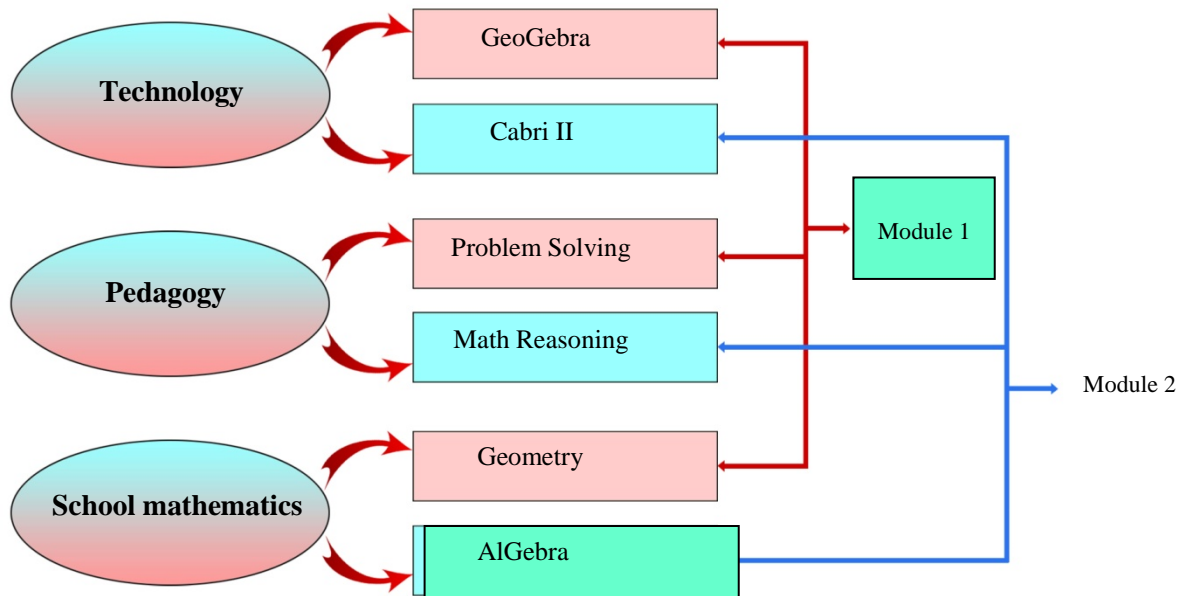 GeoGebra
Technology
Cabri II
Module 1
Problem Solving
Pedagogy
Math Reasoning
Module 2
Geometry
School mathematics
AlGebra